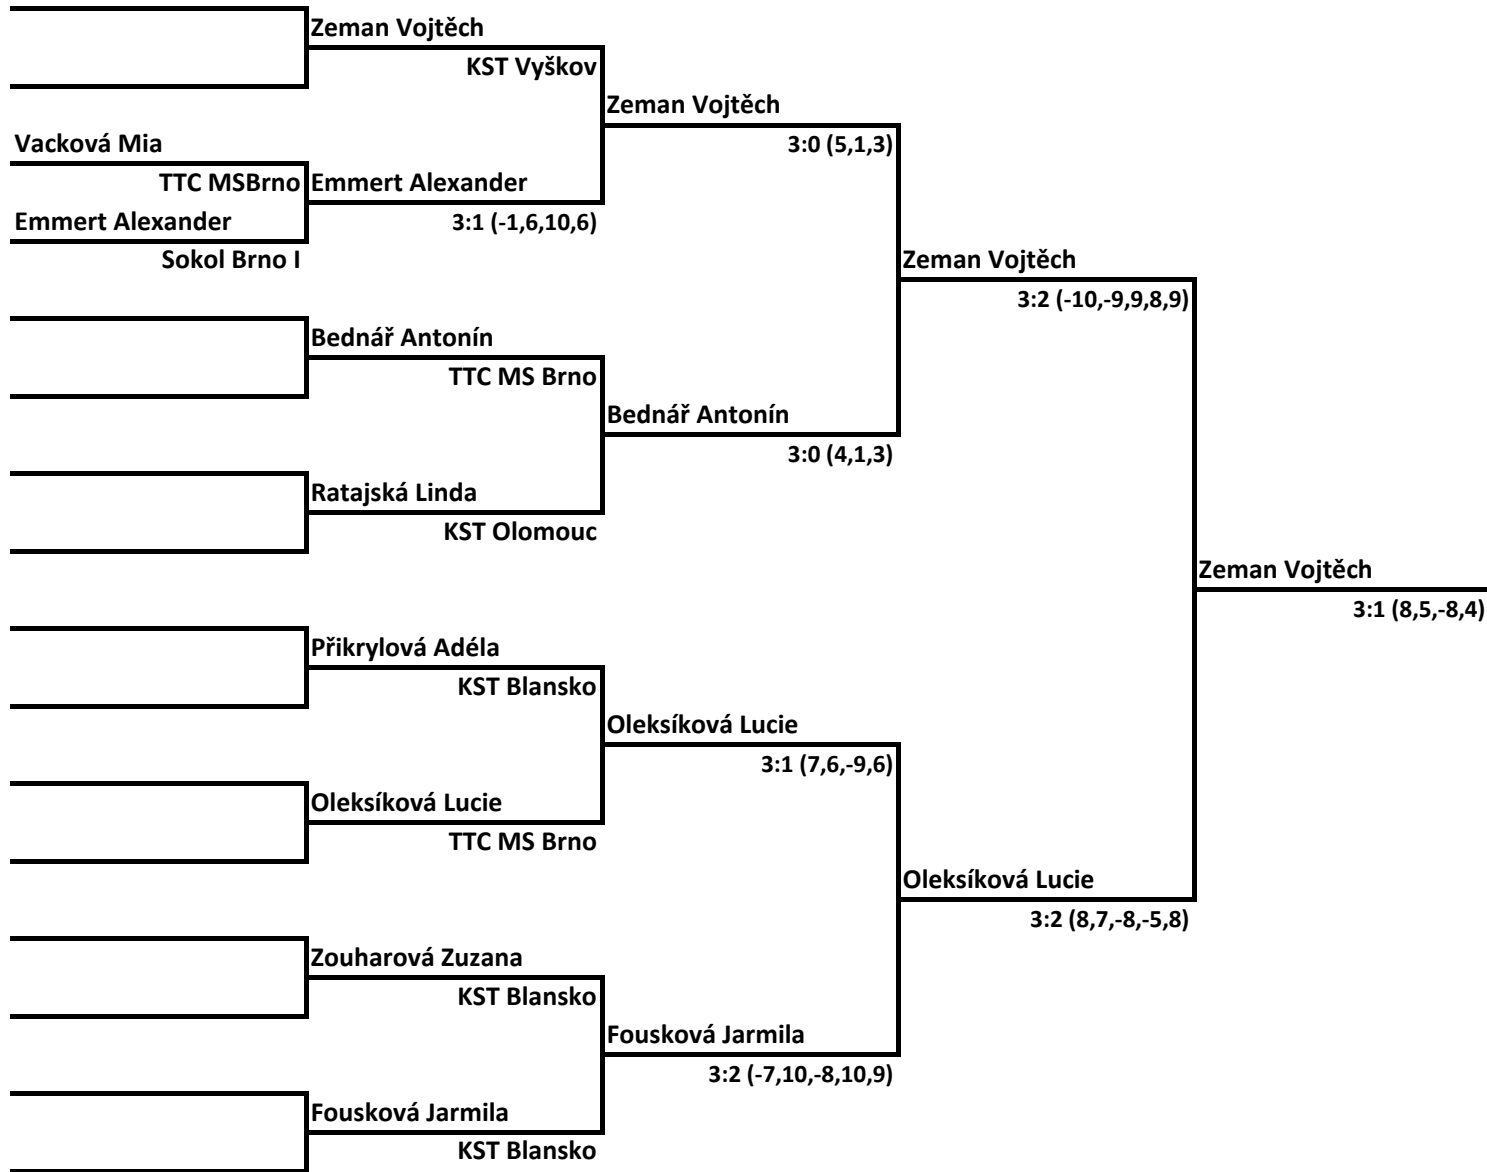 Zeman Vojtěch
KST Vyškov
Zeman Vojtěch
3:0 (5,1,3)
Vacková Mia
TTC MSBrno
Emmert Alexander
Emmert Alexander
3:1 (-1,6,10,6)
Sokol Brno I
Zeman Vojtěch
3:2 (-10,-9,9,8,9)
Bednář Antonín
TTC MS Brno
Bednář Antonín
3:0 (4,1,3)
Ratajská Linda
KST Olomouc
Zeman Vojtěch
3:1 (8,5,-8,4)
Přikrylová Adéla
KST Blansko
Oleksíková Lucie
3:1 (7,6,-9,6)
Oleksíková Lucie
TTC MS Brno
Oleksíková Lucie
3:2 (8,7,-8,-5,8)
Zouharová Zuzana
KST Blansko
Fousková Jarmila
3:2 (-7,10,-8,10,9)
Fousková Jarmila
KST Blansko